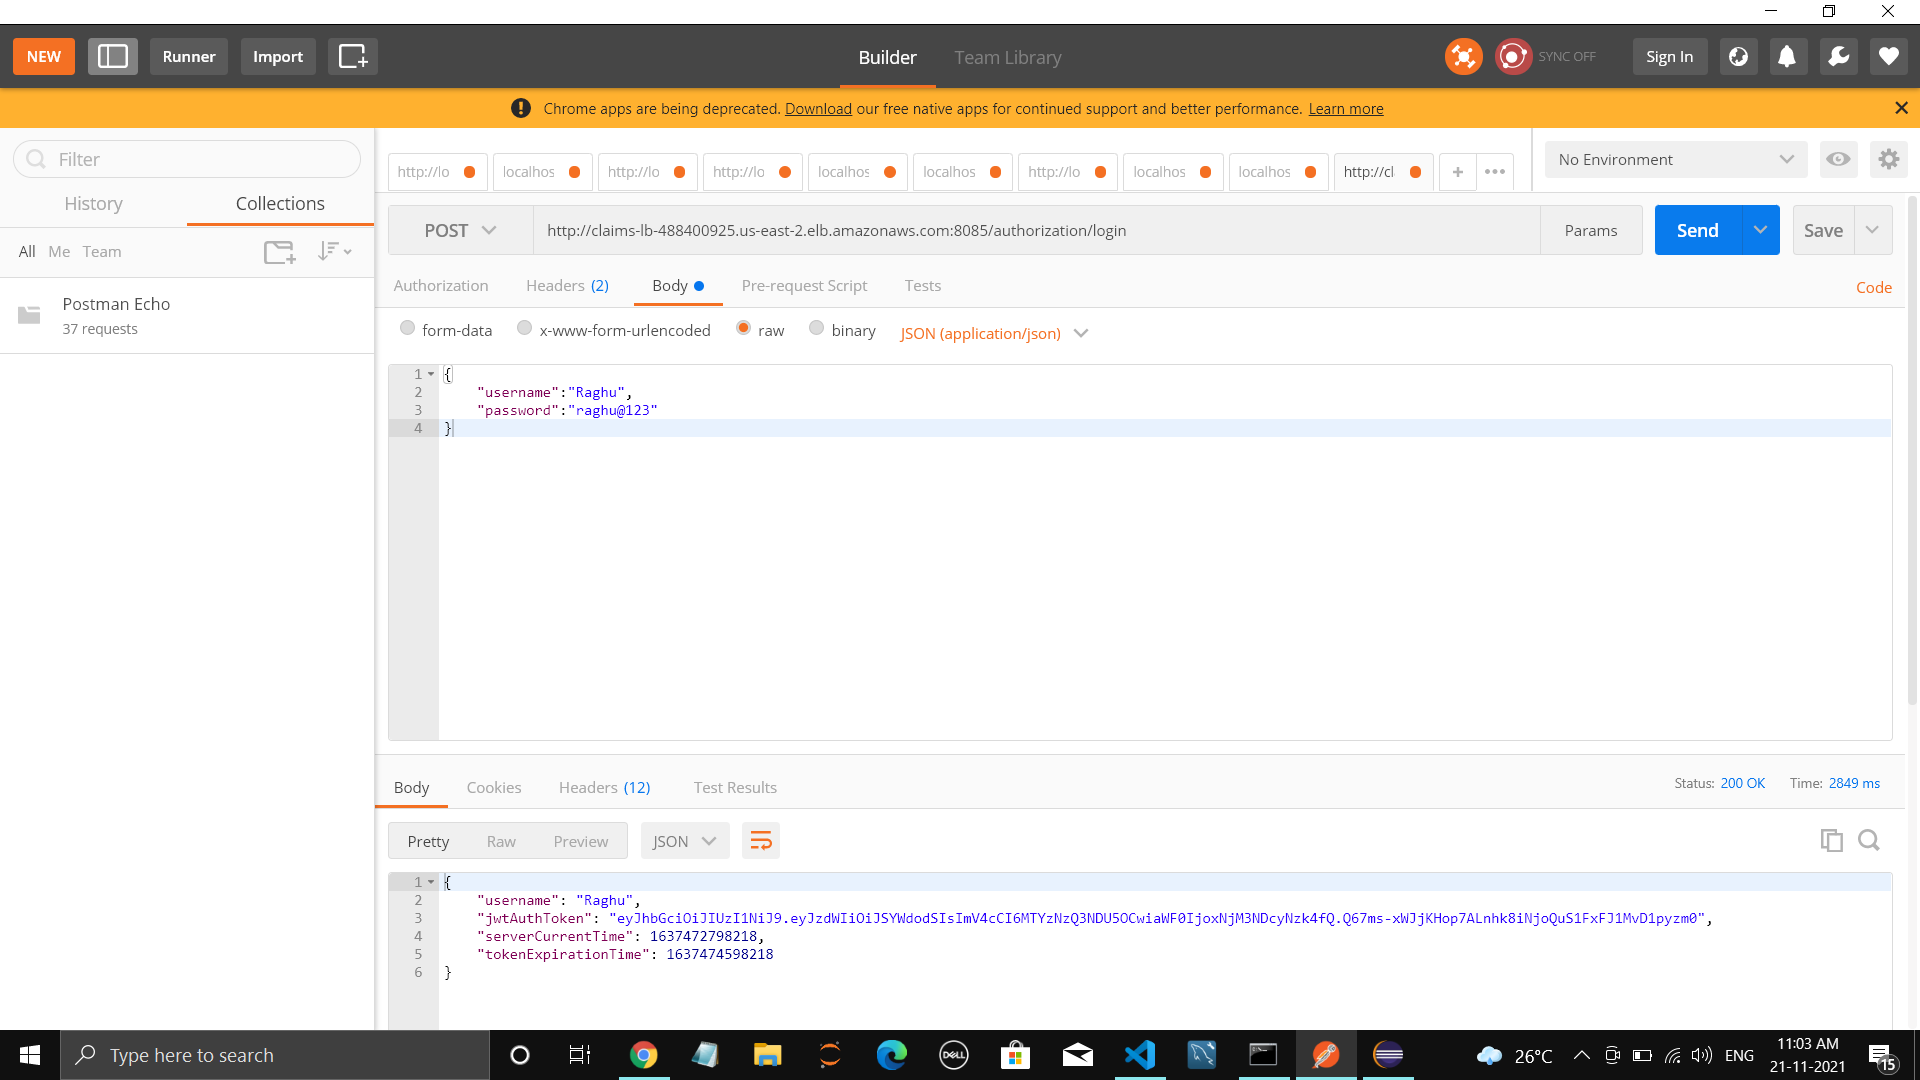 NEW
Runner
Import
Builder
Team Library
SYNC OFF
Sign In
Chrome apps are being deprecated. Download our free native apps for continued support and better performance. Learn more
Filter
History
Collections
All Me Team
Postman Echo
37 requests
http://lo
localhos
http://lo
http://lo
localhos
localhos
http://lo
localhos
localhos
http://cl
No Environment
POST
http://claims-lb-488400925.us-east-2.elb.amazonaws.com:8085/authorization/login
Params
Send
Save
Authorization
Headers (2)
Body
Pre-request Script
Tests
Code
form-data
x-www-form-urlencoded
raw
binary
JSON (application/json)
1 {
2 "username":"Raghu",
3 "password":"raghu@123"
4 }
Body
Cookies
Headers (12)
Test Results
Status: 200 OK
Time: 2849 ms
Pretty
Raw
Preview
JSON
1 {
2 "username": "Raghu",
3 "jwtAuthToken": "eyJhbGciOiJIUzI1NiJ9.eyJzdWIiOiJSYWdodSIsImV4cCI6MTYzNzQ3NDU5OCwiaWF0IjoxNjM3NDcyNzk4fQ.Q67ms-xWJjKHop7ALnhk8iNjoQuS1FxFJ1MvD1pyzm0",
4 "serverCurrentTime": 1637472798218,
5 "tokenExpirationTime": 1637474598218
6 }
Type here to search
DELL
26°C
ENG
11:03 AM
21-11-2021
15